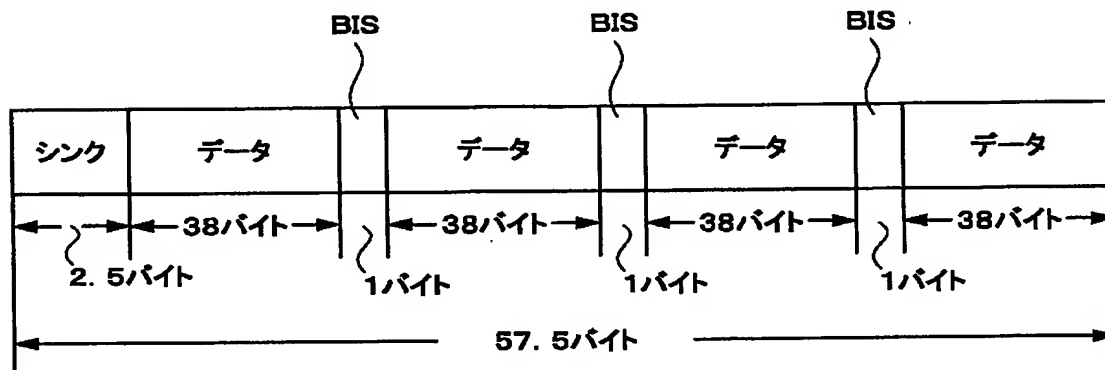 BIS BIS BIS
シンク データ データ データ データ
38バイト 38バイト 38バイト 38バイト
2. 5バイト 1バイト 1バイト 1バイト
57. 5バイト